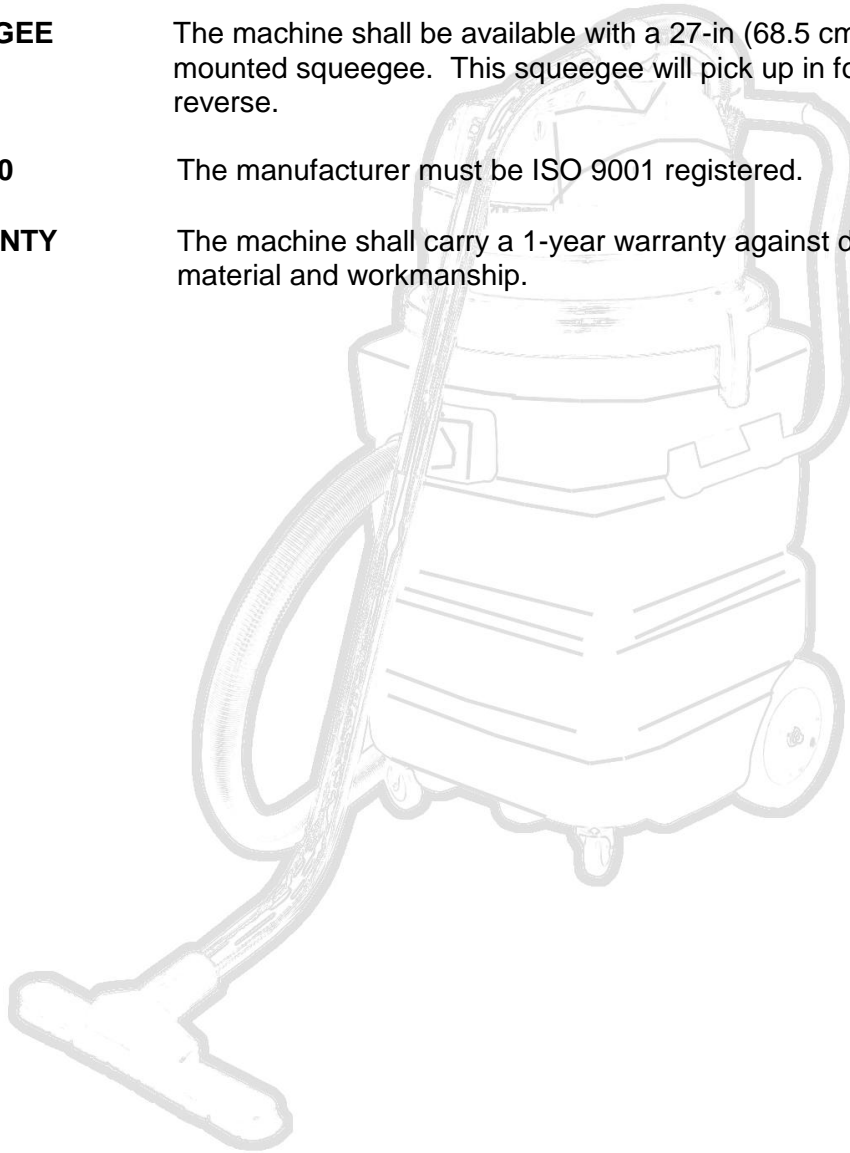 GEE The machine shall be available with a 27-in (68.5 cm
mounted squeegee. This squeegee will pick up in fo
reverse.
0 The manufacturer must be ISO 9001 registered.
NTY The machine shall carry a 1-year warranty against d
material and workmanship.